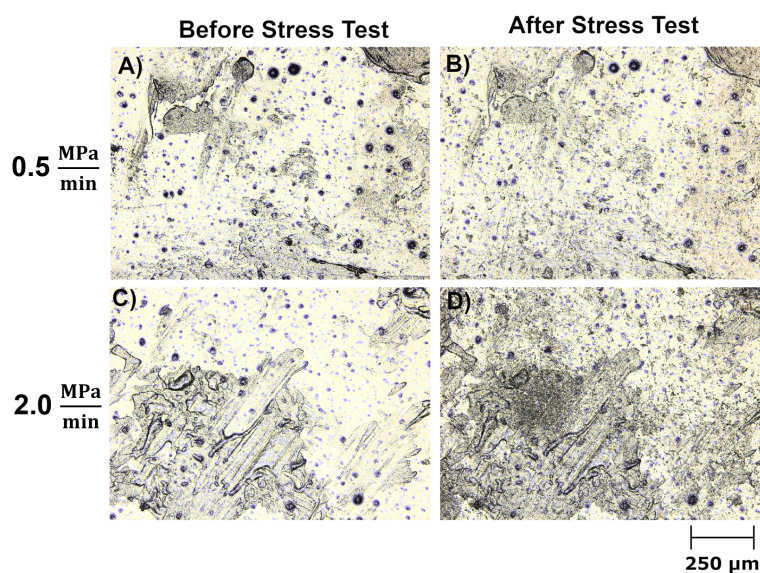 Before Stress Test
After Stress Test
A)
B)
0.5 MPa/min
C)
D)
2.0 MPa/min
250 µm